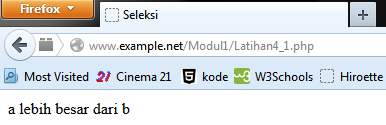 Firefox
Seleksi
www.example.net/Modul1/Latihan4_1.php
Most Visited Cinema 21 kode W3Schools Hiroette
a lebih besar dari b